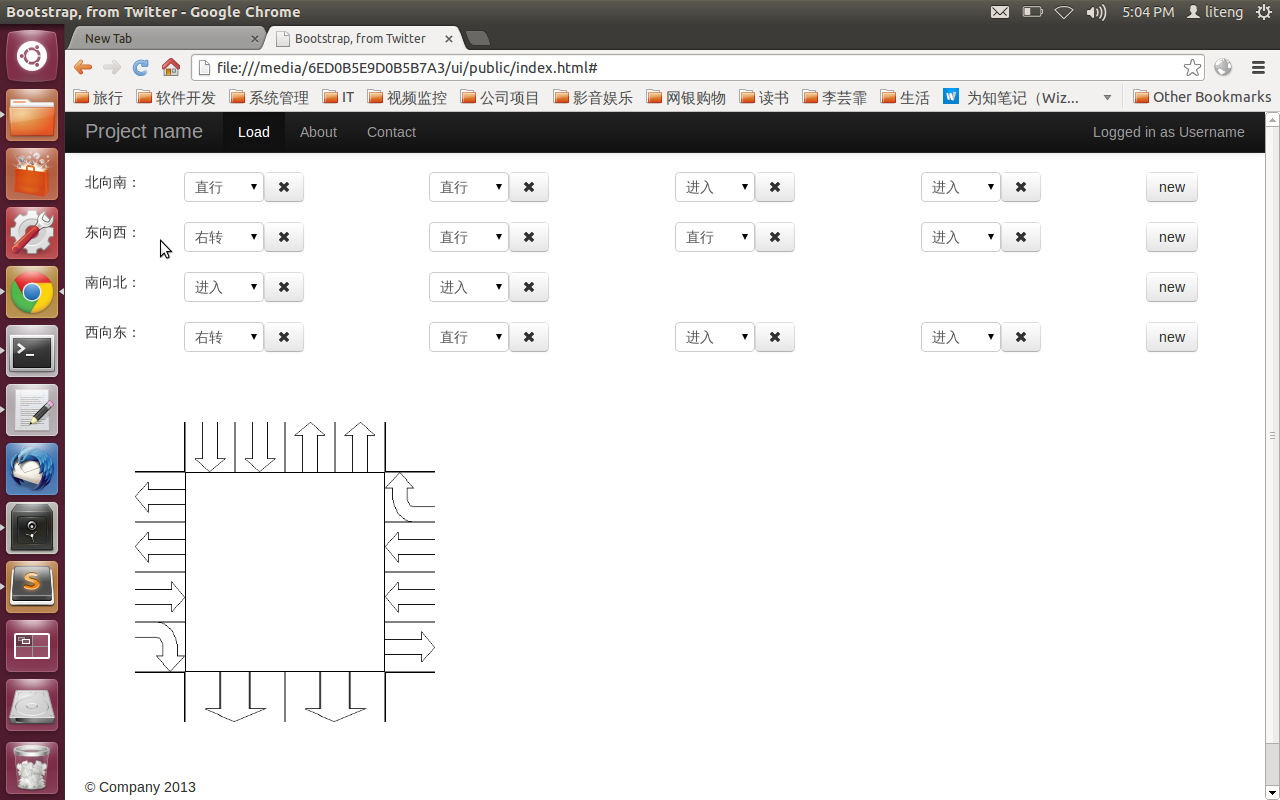 Bootstrap, from Twitter - Google Chrome 5:04 PM liteng
New Tab Bootstrap, from Twitter
file:///media/6ED0B5E9D0B5B7A3/ui/public/index.html#
旅行 软件开发 系统管理 IT 视频监控 公司项目 影音娱乐 网银购物 读书 李芸霏 生活 W 为知笔记（Wiz... Other Bookmarks
Project name Load About Contact Logged in as Username
北向南： 直行 直行 进入 进入 new
东向西： 右转 直行 直行 进入 new
南向北： 进入 进入 new
西向东： 右转 直行 进入 进入 new
© Company 2013